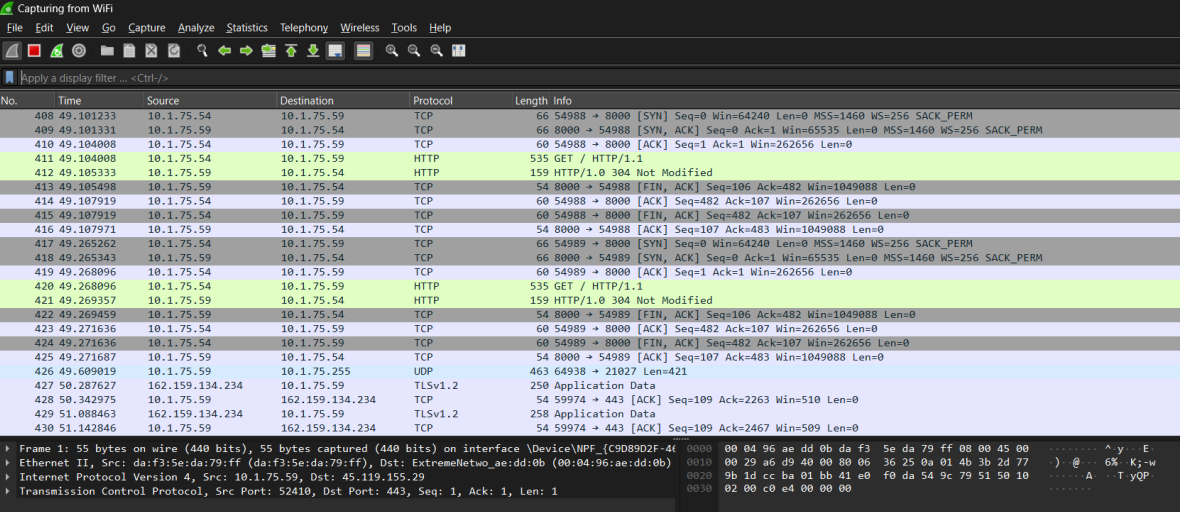 Capturing from WiFi
File Edit View Go Capture Analyze Statistics Telephony Wireless Tools Help
Apply a display filter ... <Ctrl-/>
No. Time Source Destination Protocol Length Info
408 49.101233 10.1.75.54 10.1.75.59 TCP 66 54988 → 8000 [SYN] Seq=0 Win=64240 Len=0 MSS=1460 WS=256 SACK_PERM
409 49.101331 10.1.75.59 10.1.75.54 TCP 66 8000 → 54988 [SYN, ACK] Seq=0 Ack=1 Win=65535 Len=0 MSS=1460 WS=256 SACK_PERM
410 49.104008 10.1.75.54 10.1.75.59 TCP 60 54988 → 8000 [ACK] Seq=1 Ack=1 Win=262656 Len=0
411 49.104008 10.1.75.54 10.1.75.59 HTTP 535 GET / HTTP/1.1
412 49.105333 10.1.75.59 10.1.75.54 HTTP 159 HTTP/1.0 304 Not Modified
413 49.105498 10.1.75.59 10.1.75.54 TCP 54 8000 → 54988 [FIN, ACK] Seq=106 Ack=482 Win=1049088 Len=0
414 49.107919 10.1.75.54 10.1.75.59 TCP 60 54988 → 8000 [ACK] Seq=482 Ack=107 Win=262656 Len=0
415 49.107919 10.1.75.54 10.1.75.59 TCP 60 54988 → 8000 [FIN, ACK] Seq=482 Ack=107 Win=262656 Len=0
416 49.107971 10.1.75.59 10.1.75.54 TCP 54 8000 → 54988 [ACK] Seq=107 Ack=483 Win=1049088 Len=0
417 49.265262 10.1.75.54 10.1.75.59 TCP 66 54989 → 8000 [SYN] Seq=0 Win=64240 Len=0 MSS=1460 WS=256 SACK_PERM
418 49.265343 10.1.75.59 10.1.75.54 TCP 66 8000 → 54989 [SYN, ACK] Seq=0 Ack=1 Win=65535 Len=0 MSS=1460 WS=256 SACK_PERM
419 49.268096 10.1.75.54 10.1.75.59 TCP 60 54989 → 8000 [ACK] Seq=1 Ack=1 Win=262656 Len=0
420 49.268096 10.1.75.54 10.1.75.59 HTTP 535 GET / HTTP/1.1
421 49.269357 10.1.75.59 10.1.75.54 HTTP 159 HTTP/1.0 304 Not Modified
422 49.269459 10.1.75.59 10.1.75.54 TCP 54 8000 → 54989 [FIN, ACK] Seq=106 Ack=482 Win=1049088 Len=0
423 49.271636 10.1.75.54 10.1.75.59 TCP 60 54989 → 8000 [ACK] Seq=482 Ack=107 Win=262656 Len=0
424 49.271636 10.1.75.54 10.1.75.59 TCP 60 54989 → 8000 [FIN, ACK] Seq=482 Ack=107 Win=262656 Len=0
425 49.271687 10.1.75.59 10.1.75.54 TCP 54 8000 → 54989 [ACK] Seq=107 Ack=483 Win=1049088 Len=0
426 49.609019 10.1.75.59 10.1.75.255 UDP 463 64938 → 21027 Len=421
427 50.287627 162.159.134.234 10.1.75.59 TLSv1.2 250 Application Data
428 50.342975 10.1.75.59 162.159.134.234 TCP 54 59974 → 443 [ACK] Seq=109 Ack=2263 Win=510 Len=0
429 51.088463 162.159.134.234 10.1.75.59 TLSv1.2 258 Application Data
430 51.142846 10.1.75.59 162.159.134.234 TCP 54 59974 → 443 [ACK] Seq=109 Ack=2467 Win=509 Len=0
Frame 1: 55 bytes on wire (440 bits), 55 bytes captured (440 bits) on interface \Device\NPF_{C9D89D2F-4
Ethernet II, Src: da:f3:5e:da:79:ff (da:f3:5e:da:79:ff), Dst: ExtremeNetwo_ae:dd:0b (00:04:96:ae:dd:0b)
Internet Protocol Version 4, Src: 10.1.75.59, Dst: 45.119.155.29
Transmission Control Protocol, Src Port: 52410, Dst Port: 443, Seq: 1, Ack: 1, Len: 1
0000 00 04 96 ae dd 0b da f3 5e da 79 ff 08 00 45 00 ········ ^·y···E·
0010 00 29 a6 d9 40 00 80 06 36 25 0a 01 4b 3b 2d 77 ·)··@··· 6%··K;-w
0020 9b 1d cc ba 01 bb 41 e0 f0 da 54 9c 79 51 50 10 ······A· ··T·yQP·
0030 02 00 c0 e4 00 00 00 ·······